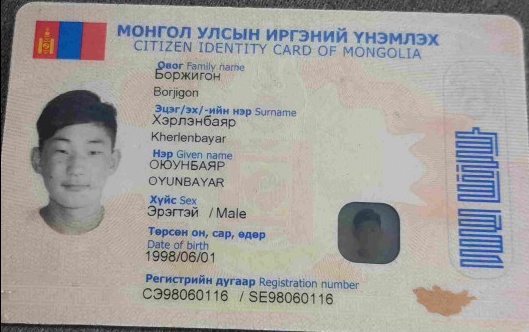 МОНГОЛ УЛСЫН ИРГЭНИЙ ҮНЭМЛЭХ
CITIZEN IDENTITY CARD OF MONGOLIA
Овог Family name
Боржигон
Borjigon
Эцэг/эх/-ийн нэр Surname
Хэрлэнбаяр
Kherlenbayar
Нэр Given name
ОЮУНБАЯР
OYUNBAYAR
Хүйс Sex
Эрэгтэй / Male
Төрсөн он, сар, өдөр
Date of birth
1998/06/01
Регистрийн дугаар Registration number
СЭ98060116 / SE98060116